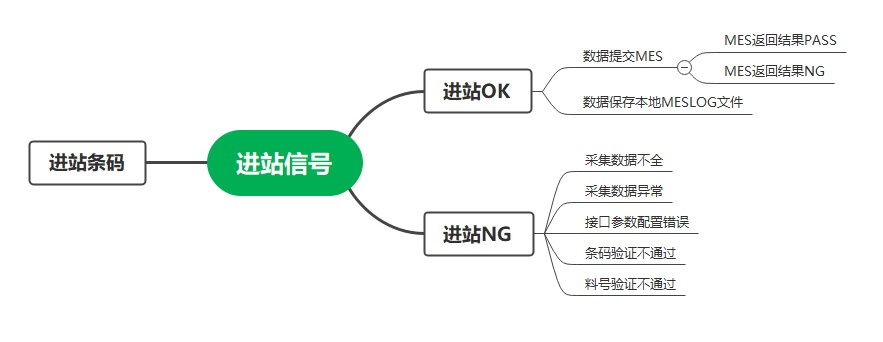 进站条码
进站信号
进站OK
数据提交MES
MES返回结果PASS
MES返回结果NG
数据保存本地MESLOG文件
进站NG
采集数据不全
采集数据异常
接口参数配置错误
条码验证不通过
料号验证不通过